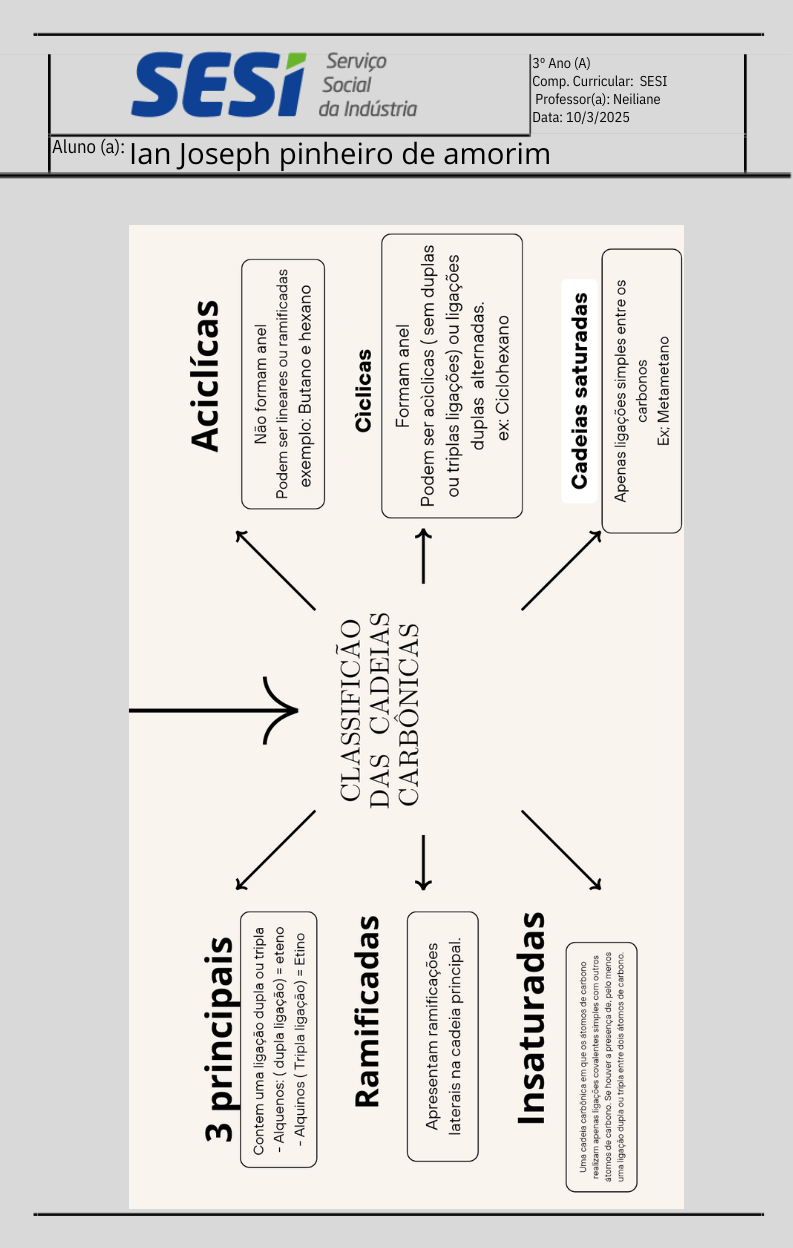 SESI
Serviço
Social
da Indústria
3º Ano (A)
Comp. Curricular: SESI
Professor(a): Neiliane
Data: 10/3/2025
Aluno (a): Ian Joseph pinheiro de amorim
CLASSIFICÃO
DAS CADEIAS
CARBÔNICAS
3 principais
Contem uma ligação dupla ou tripla
- Alquenos: ( dupla ligação) = eteno
- Alquinos ( Tripla ligação) = Etino
Ramificadas
Apresentam ramificações
laterais na cadeia principal.
Insaturadas
Uma cadeia carbônica em que os átomos de carbono
realizam apenas ligações covalentes simples com outros
átomos de carbono. Se houver a presença de, pelo menos
uma ligação dupla ou tripla entre dois átomos de carbono.
Aciclícas
Não formam anel
Podem ser lineares ou ramificadas
exemplo: Butano e hexano
Cìclicas
Formam anel
Podem ser acìclicas ( sem duplas
ou triplas ligações) ou ligações
duplas alternadas.
ex: Ciclohexano
Cadeias saturadas
Apenas ligações simples entre os
carbonos
Ex: Metametano